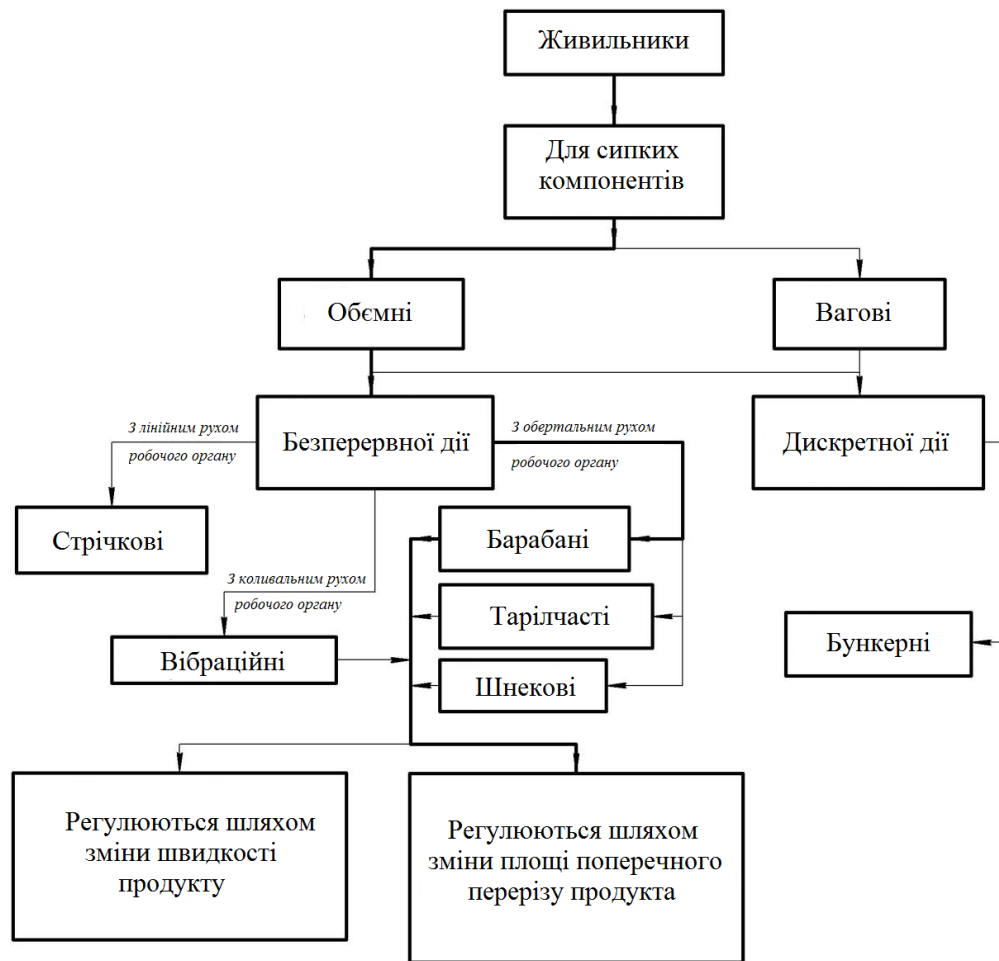 Живильники
Для сипких
компонентів
Обємні
Вагові
Безперервної дії
Дискретної дії
З лінійним рухом
робочого органу
З обертальним рухом
робочого органу
Стрічкові
Барабані
З коливальним рухом
робочого органу
Тарілчасті
Вібраційні
Шнекові
Бункерні
Регулюються шляхом
зміни швидкості
продукту
Регулюються шляхом
зміни площі поперечного
перерізу продукта